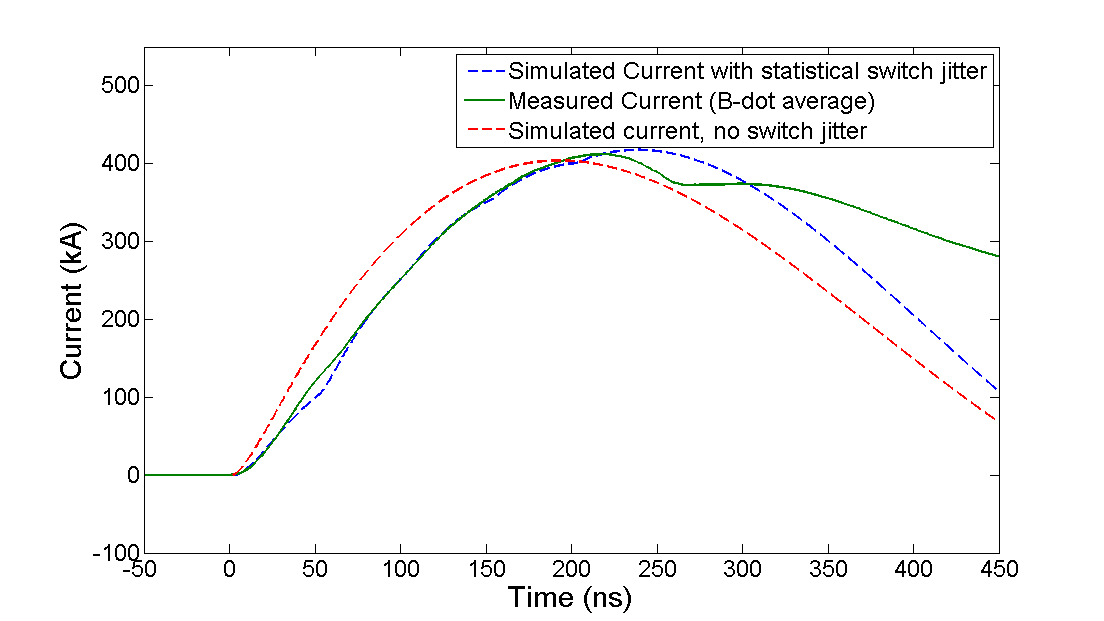 Simulated Current with statistical switch jitter
Measured Current (B-dot average)
Simulated current, no switch jitter
500
400
300
200
100
0
-100
Current (kA)
-50 0 50 100 150 200 250 300 350 400 450
Time (ns)